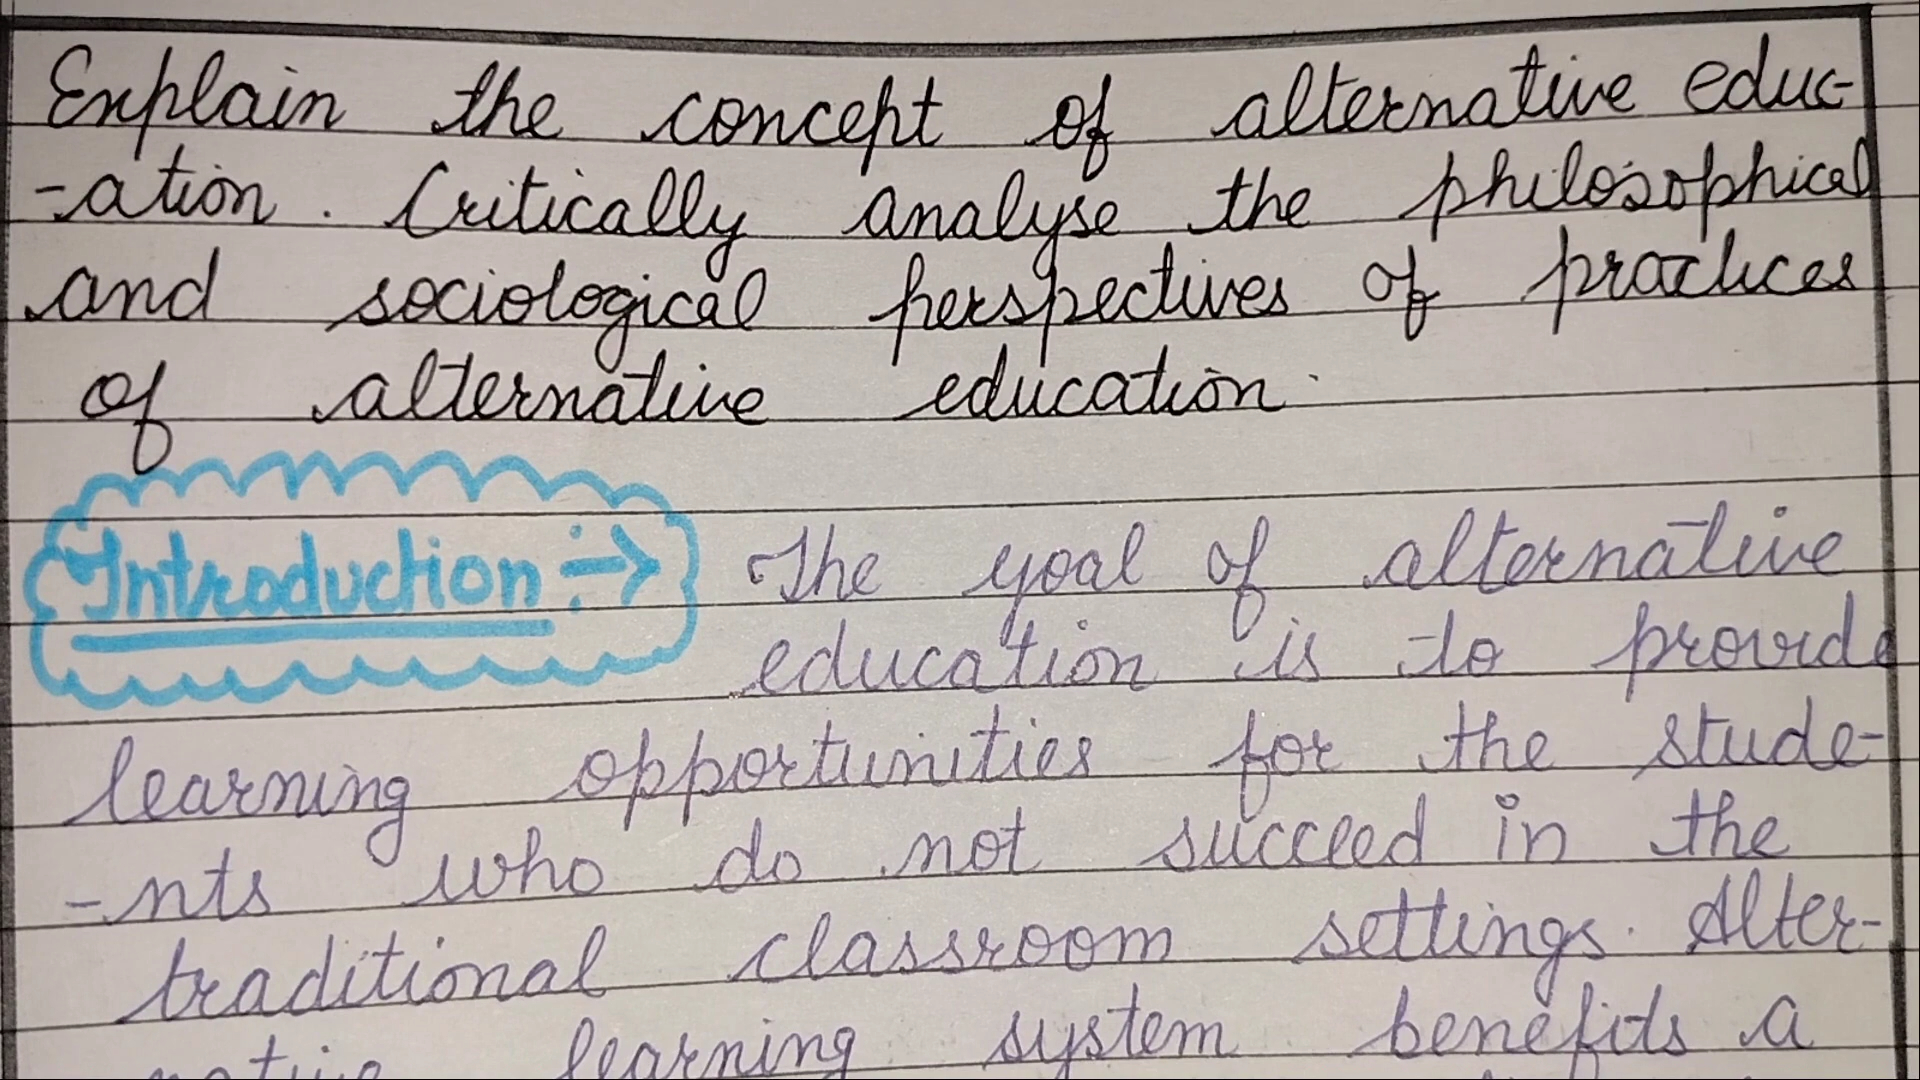 Explain the concept of alternative educ-
-ation. Critically analyse the philosophical
and sociological perspectives of practices
of alternative education.
Introduction :→ The goal of alternative
education is to provide
learning opportunities for the stude-
-nts who do not succeed in the
traditional classroom settings. Alter-
native learning system benefits a